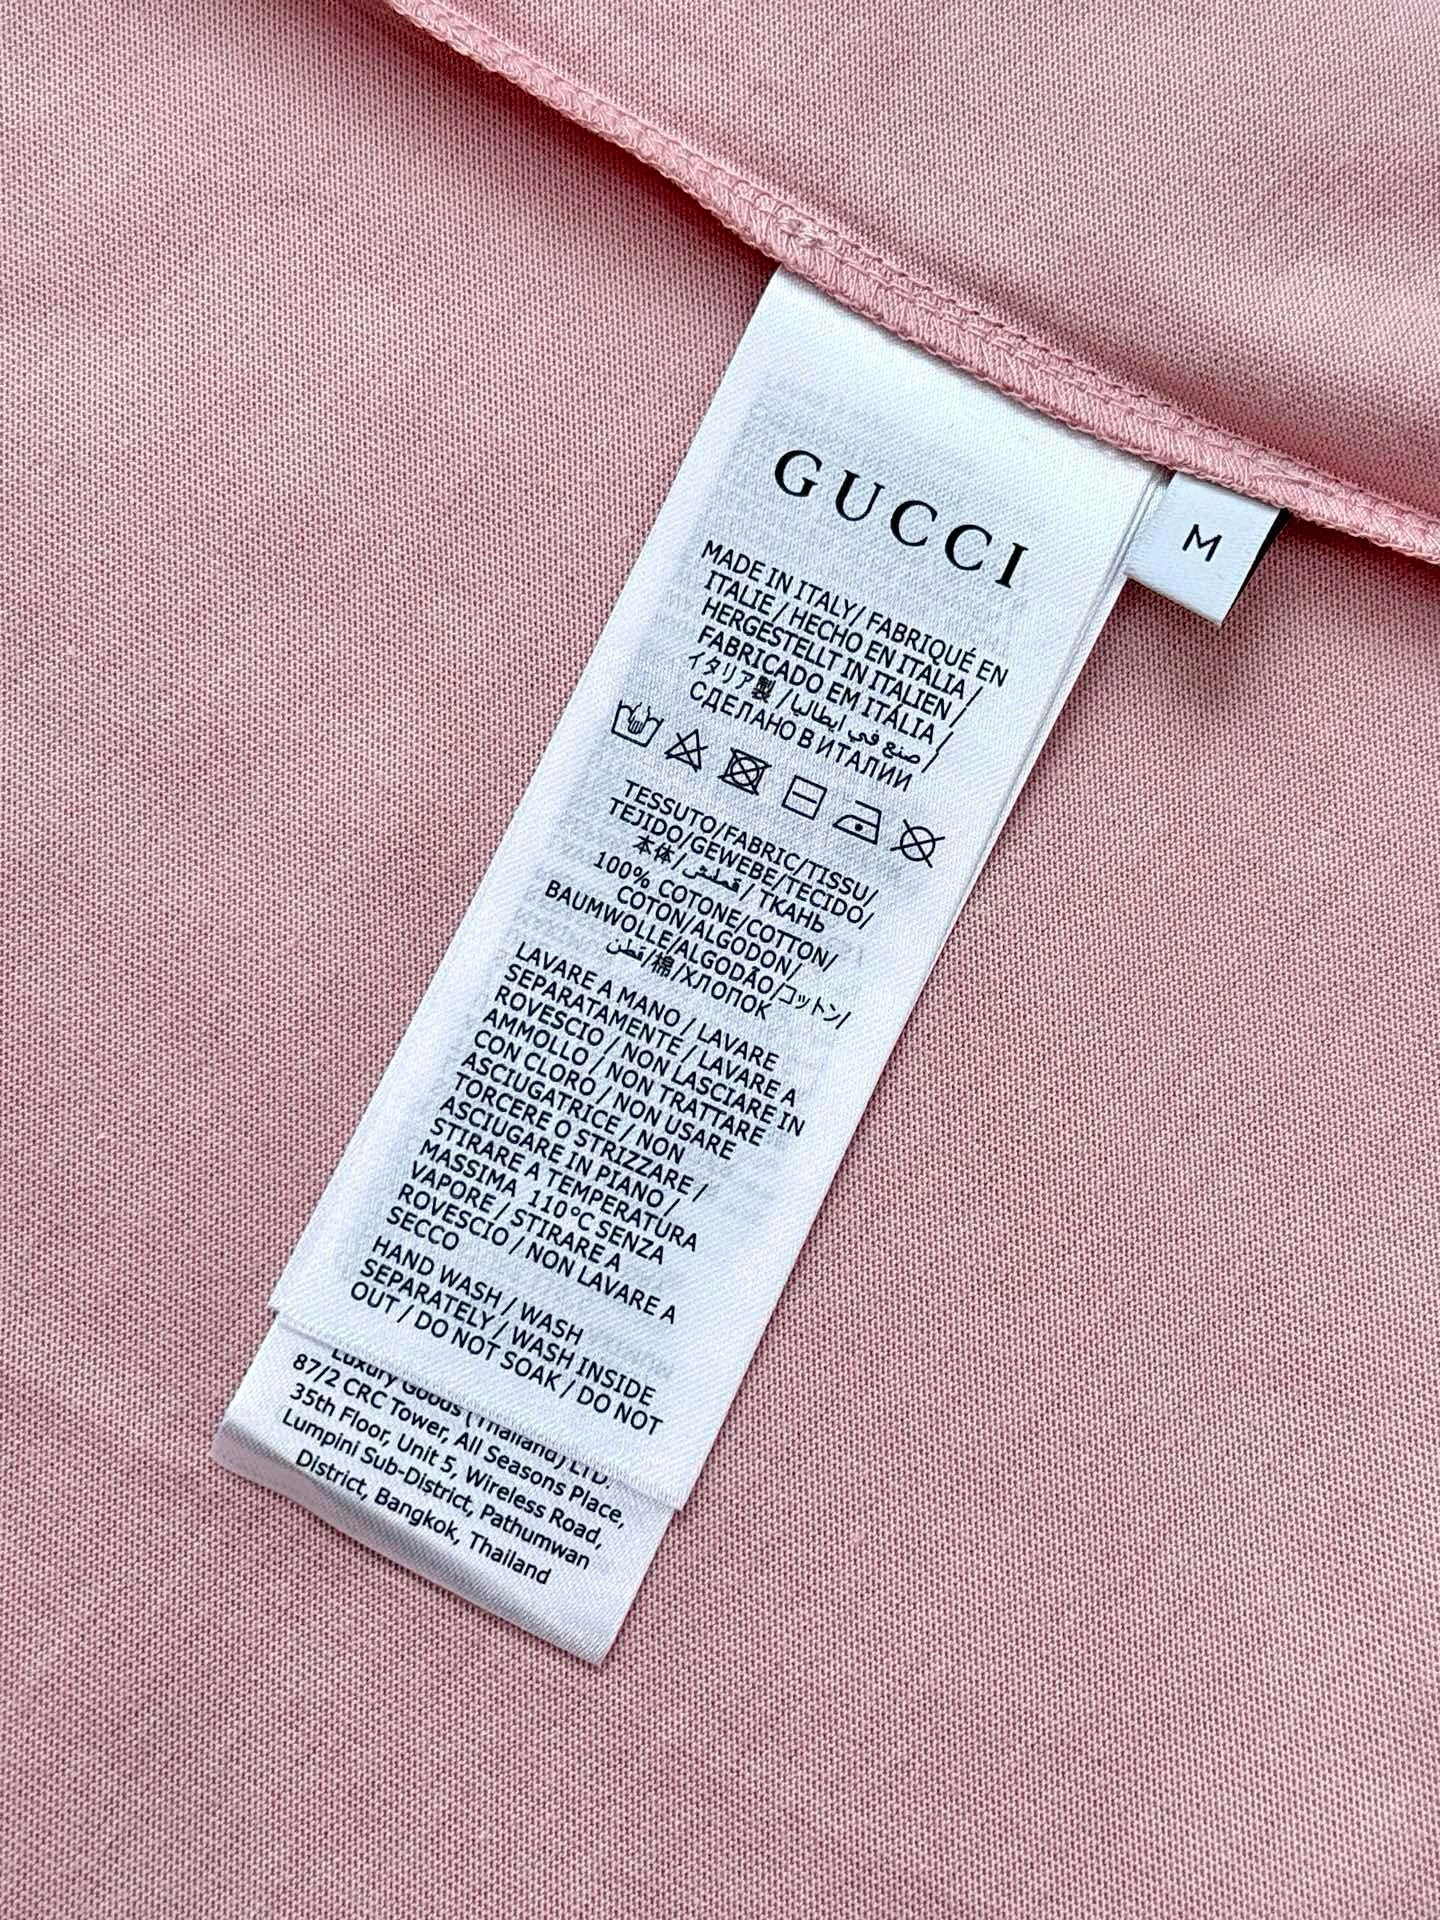 GUCCI
M
MADE IN ITALY/ FABRIQUÉ EN
ITALIE / HECHO EN ITALIA /
HERGESTELLT IN ITALIEN /
FABRICADO EM ITÁLIA /
イタリア製 / صنع في ايطاليا /
СДЕЛАНО В ИТАЛИИ
TESSUTO/FABRIC/TISSU/
TEJIDO/GEWEBE/TECIDO/
本体/ / ТКАНЬ
100% COTONE/COTTON/
COTON/ALGODON/
BAUMWOLLE/ALGODÃO/コットン/
قطن/棉/ХЛОПОК
LAVARE A MANO / LAVARE
SEPARATAMENTE / LAVARE A
ROVESCIO / NON LASCIARE IN
AMMOLLO / NON TRATTARE
CON CLORO / NON USARE
ASCIUGATRICE / NON
TORCERE O STRIZZARE /
ASCIUGARE IN PIANO /
STIRARE A TEMPERATURA
MASSIMA 110°C SENZA
VAPORE / STIRARE A
ROVESCIO / NON LAVARE A
SECCO
HAND WASH / WASH
SEPARATELY / WASH INSIDE
OUT / DO NOT SOAK / DO NOT
Luxury Goods (Thailand) LTD.
87/2 CRC Tower, All Seasons Place,
35th Floor, Unit 5, Wireless Road,
Lumpini Sub-District, Pathumwan
District, Bangkok, Thailand